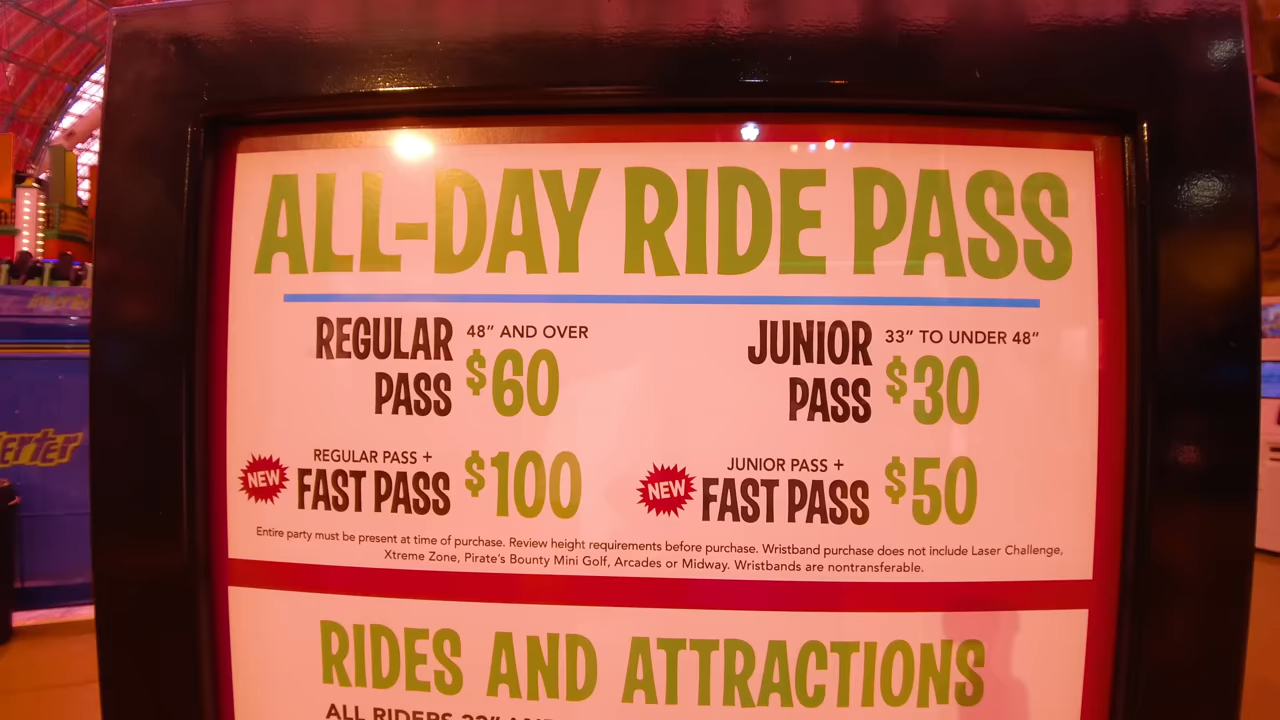 ALL-DAY RIDE PASS
REGULAR PASS
48" AND OVER
$60
JUNIOR PASS
33" TO UNDER 48"
$30
NEW
REGULAR PASS +
FAST PASS
$100
NEW
JUNIOR PASS +
FAST PASS
$50
Entire party must be present at time of purchase. Review height requirements before purchase. Wristband purchase does not include Laser Challenge,
Xtreme Zone, Pirate's Bounty Mini Golf, Arcades or Midway. Wristbands are nontransferable.
RIDES AND ATTRACTIONS
ALL RIDERS